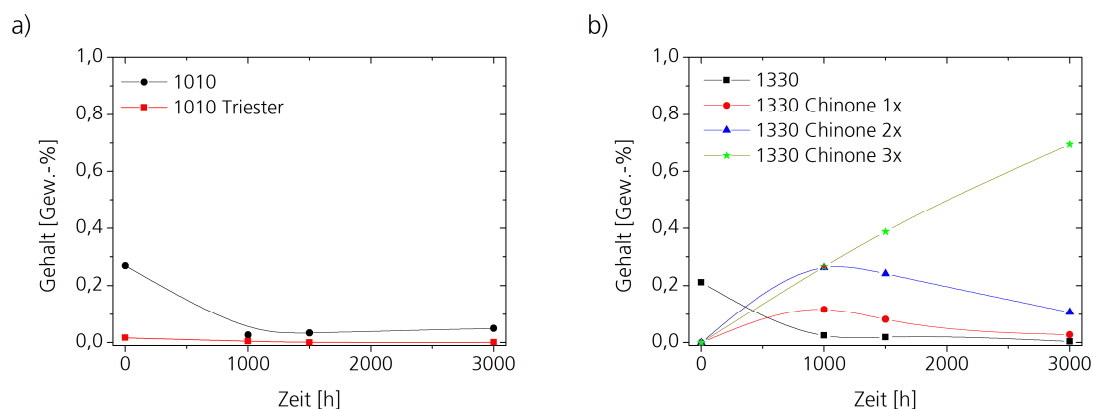 a)
1,0
0,8
0,6
0,4
0,2
0,0
Gehalt [Gew.-%]
1010
1010 Triester
0
1000
2000
3000
Zeit [h]
b)
1,0
0,8
0,6
0,4
0,2
0,0
Gehalt [Gew.-%]
1330
1330 Chinone 1x
1330 Chinone 2x
1330 Chinone 3x
0
1000
2000
3000
Zeit [h]